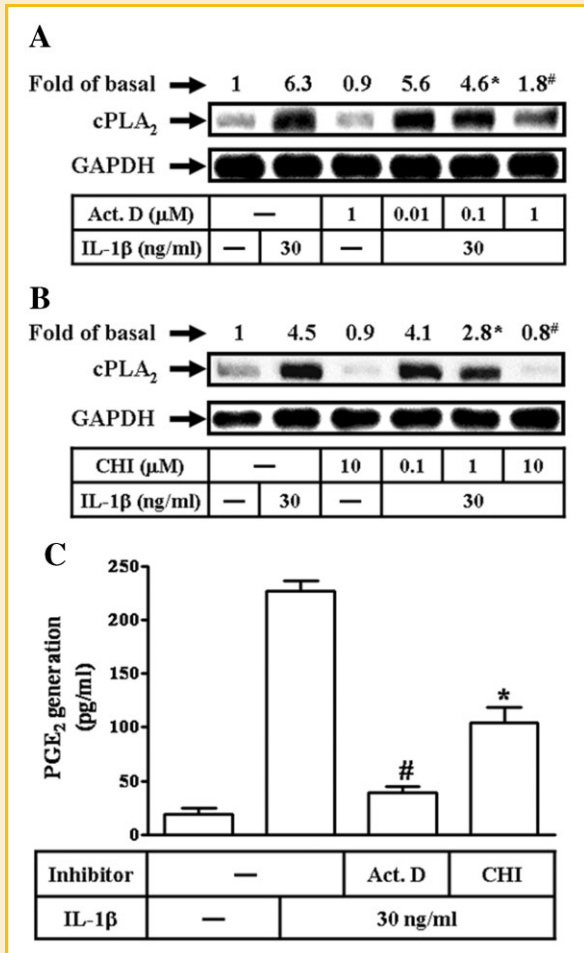 A
Fold of basal 1 6.3 0.9 5.6 4.6* 1.8#
cPLA₂
GAPDH
Act. D (μM) — 1 0.01 0.1 1
IL-1β (ng/ml) — 30 — 30
B
Fold of basal 1 4.5 0.9 4.1 2.8* 0.8#
cPLA₂
GAPDH
CHI (μM) — 10 0.1 1 10
IL-1β (ng/ml) — 30 — 30
C
250
200
150
100
50
0
PGE₂ generation
(pg/ml)
#
*
Inhibitor — Act. D CHI
IL-1β — 30 ng/ml